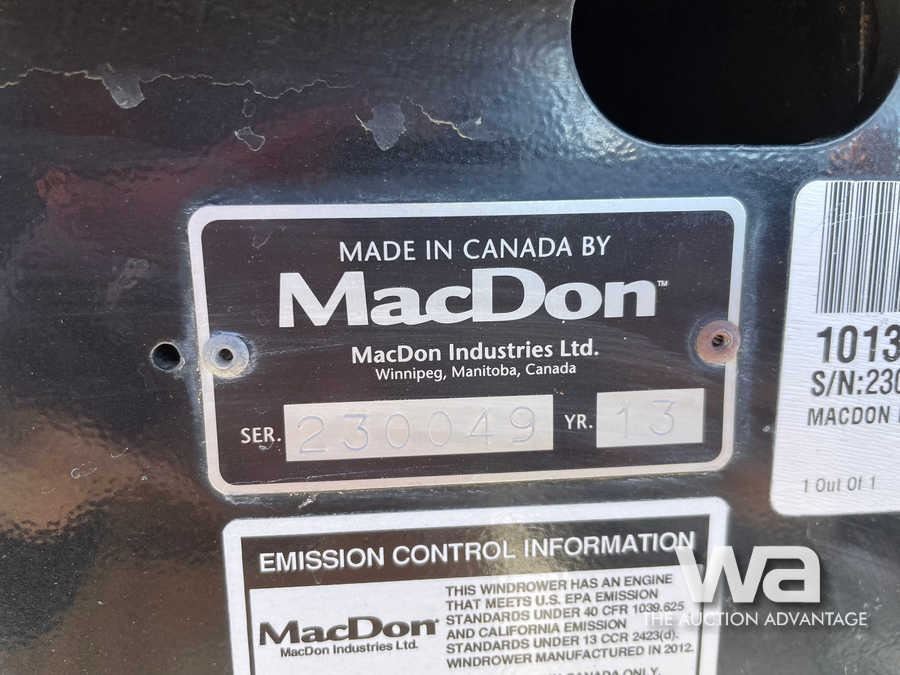 MADE IN CANADA BY
MacDon™
MacDon Industries Ltd.
Winnipeg, Manitoba, Canada
SER. 230049 YR. 13
1013
S/N:230
MACDON
1 Out Of 1
EMISSION CONTROL INFORMATION
MacDon
MacDon Industries Ltd.
THIS WINDROWER HAS AN ENGINE
THAT MEETS U.S. EPA EMISSION
STANDARDS UNDER 40 CFR 1039.625
AND CALIFORNIA EMISSION
STANDARDS UNDER 13 CCR 2423(d).
WINDROWER MANUFACTURED IN 2012.
CANADA ONLY.
wa
THE AUCTION ADVANTAGE